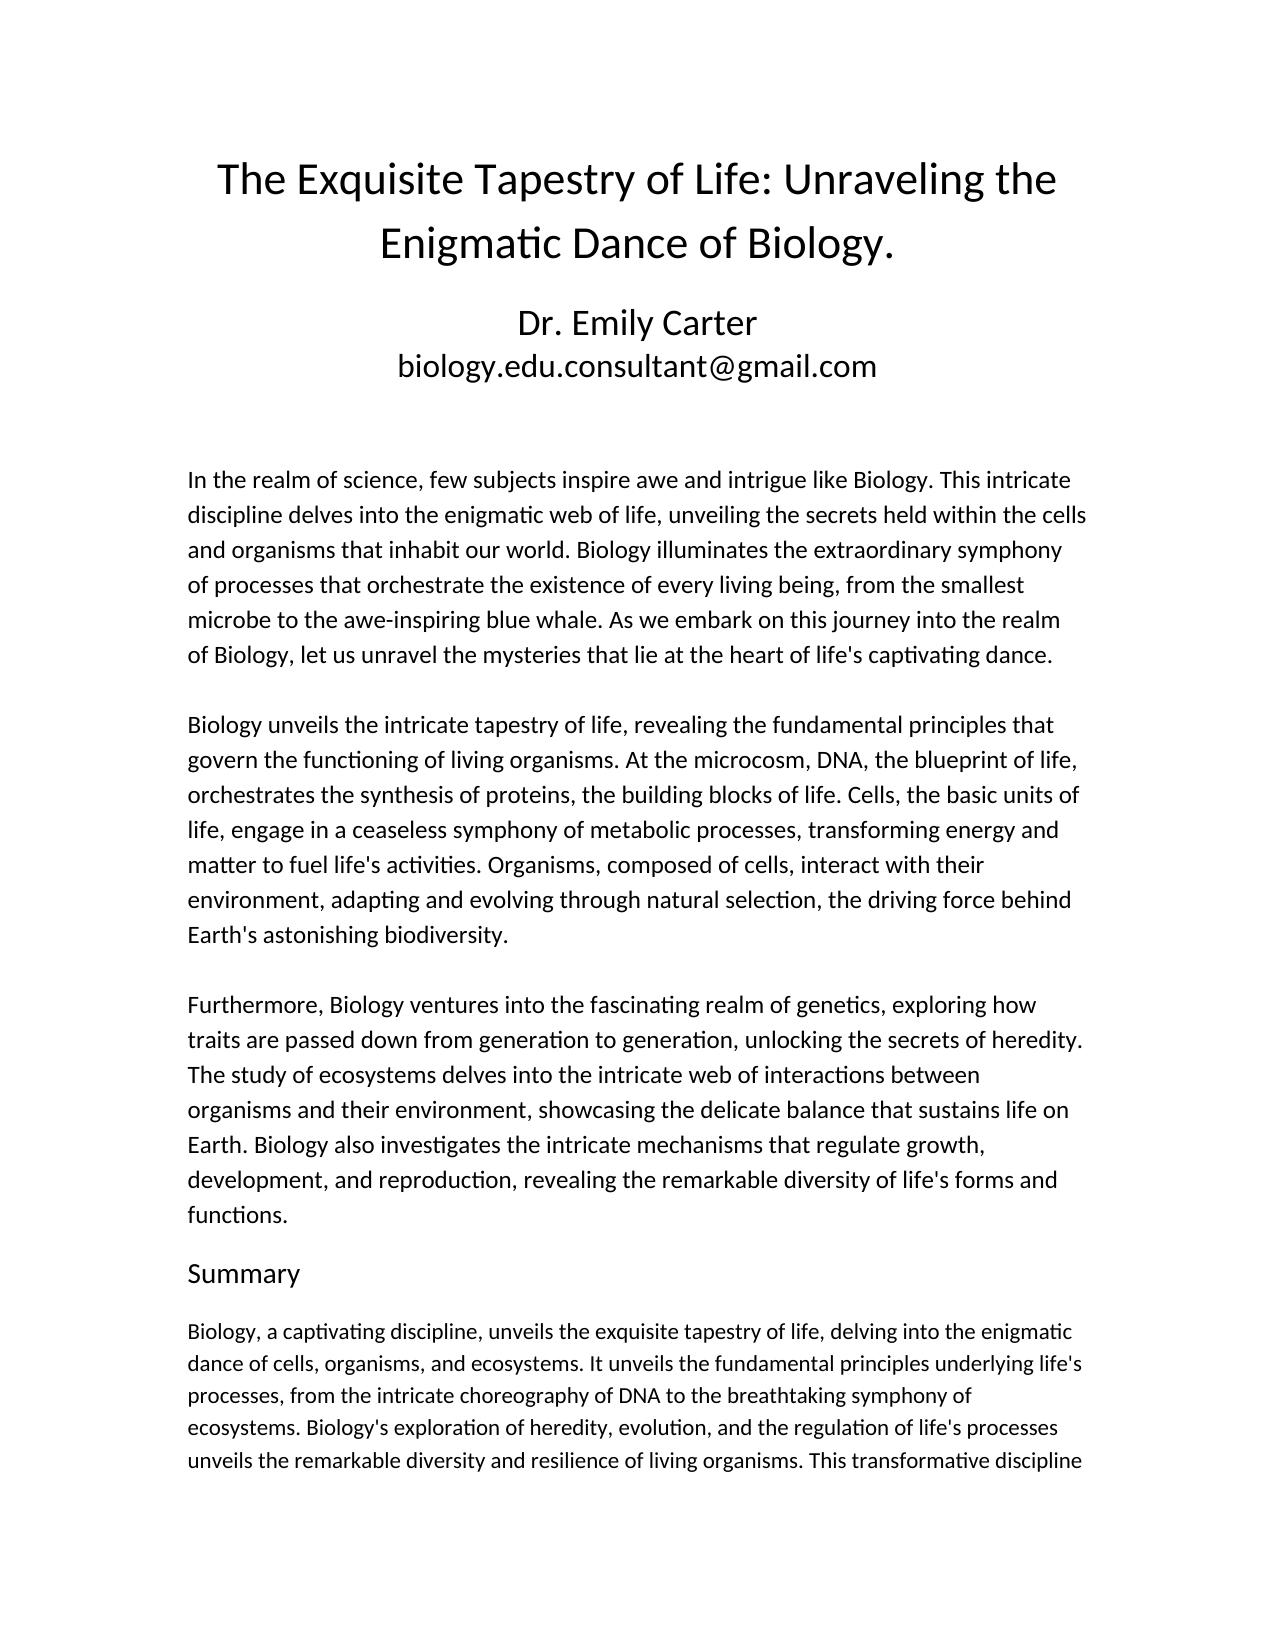 The Exquisite Tapestry of Life: Unraveling the
Enigmatic Dance of Biology.
Dr. Emily Carter
biology.edu.consultant@gmail.com
In the realm of science, few subjects inspire awe and intrigue like Biology. This intricate
discipline delves into the enigmatic web of life, unveiling the secrets held within the cells
and organisms that inhabit our world. Biology illuminates the extraordinary symphony
of processes that orchestrate the existence of every living being, from the smallest
microbe to the awe-inspiring blue whale. As we embark on this journey into the realm
of Biology, let us unravel the mysteries that lie at the heart of life's captivating dance.
Biology unveils the intricate tapestry of life, revealing the fundamental principles that
govern the functioning of living organisms. At the microcosm, DNA, the blueprint of life,
orchestrates the synthesis of proteins, the building blocks of life. Cells, the basic units of
life, engage in a ceaseless symphony of metabolic processes, transforming energy and
matter to fuel life's activities. Organisms, composed of cells, interact with their
environment, adapting and evolving through natural selection, the driving force behind
Earth's astonishing biodiversity.
Furthermore, Biology ventures into the fascinating realm of genetics, exploring how
traits are passed down from generation to generation, unlocking the secrets of heredity.
The study of ecosystems delves into the intricate web of interactions between
organisms and their environment, showcasing the delicate balance that sustains life on
Earth. Biology also investigates the intricate mechanisms that regulate growth,
development, and reproduction, revealing the remarkable diversity of life's forms and
functions.
Summary
Biology, a captivating discipline, unveils the exquisite tapestry of life, delving into the enigmatic
dance of cells, organisms, and ecosystems. It unveils the fundamental principles underlying life's
processes, from the intricate choreography of DNA to the breathtaking symphony of
ecosystems. Biology's exploration of heredity, evolution, and the regulation of life's processes
unveils the remarkable diversity and resilience of living organisms. This transformative discipline